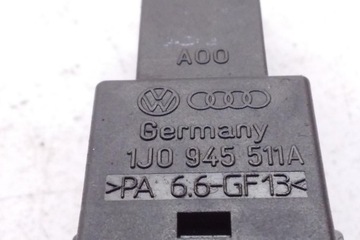 A00
Germany
1J0 945 511A
>PA 6.6-GF13<